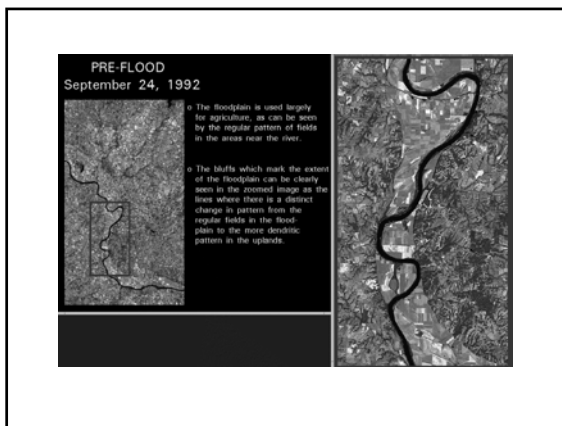 PRE-FLOOD
September 24, 1992
o The floodplain is used largely
for agriculture, as can be seen
by the regular pattern of fields
in the areas near the river.
o The bluffs which mark the extent
of the floodplain can be clearly
seen in the zoomed image as the
lines where there is a distinct
change in pattern from the
regular fields in the flood-
plain to the more dendritic
pattern in the uplands.